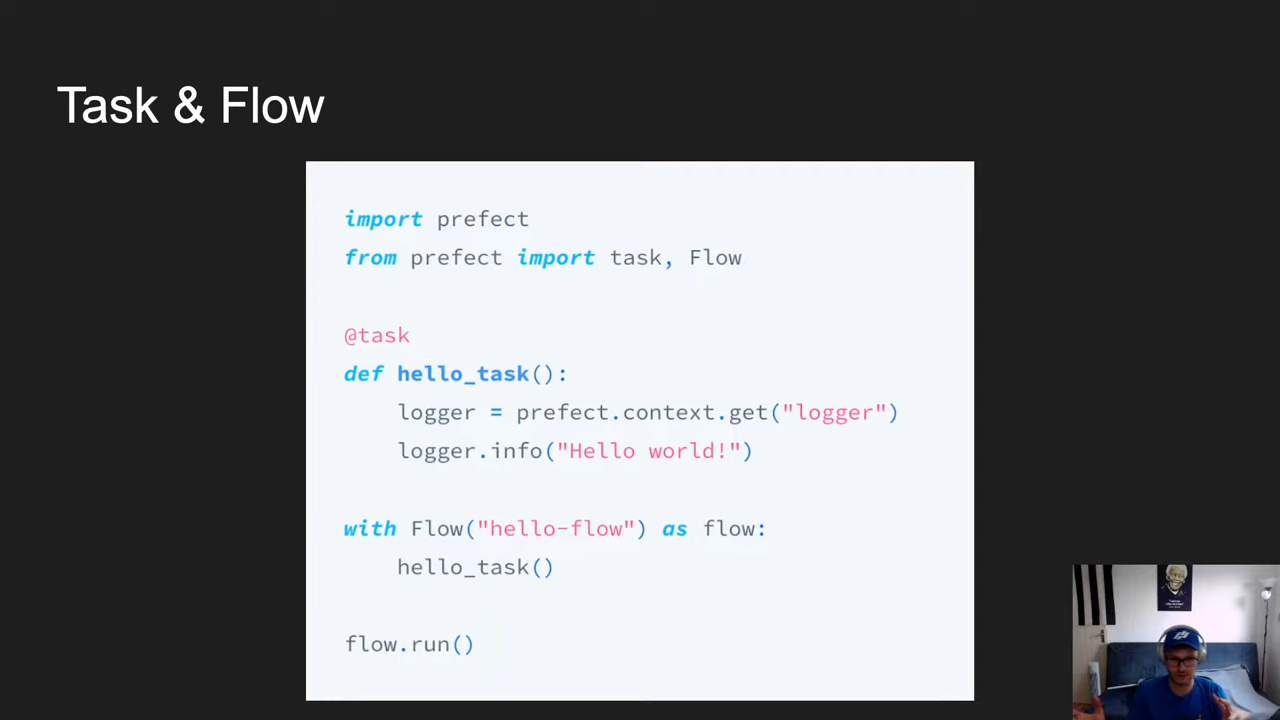 Task & Flow
import prefect
from prefect import task, Flow
@task
def hello_task():
    logger = prefect.context.get("logger")
    logger.info("Hello world!")
with Flow("hello-flow") as flow:
    hello_task()
flow.run()